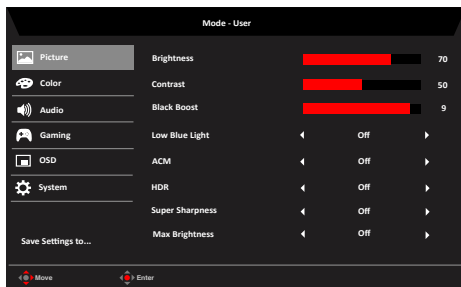 Mode - User
Picture
Brightness 70
Color
Contrast 50
Audio
Black Boost 9
Gaming
Low Blue Light Off
OSD
ACM Off
System
HDR Off
Super Sharpness Off
Save Settings to...
Max Brightness Off
Move Enter